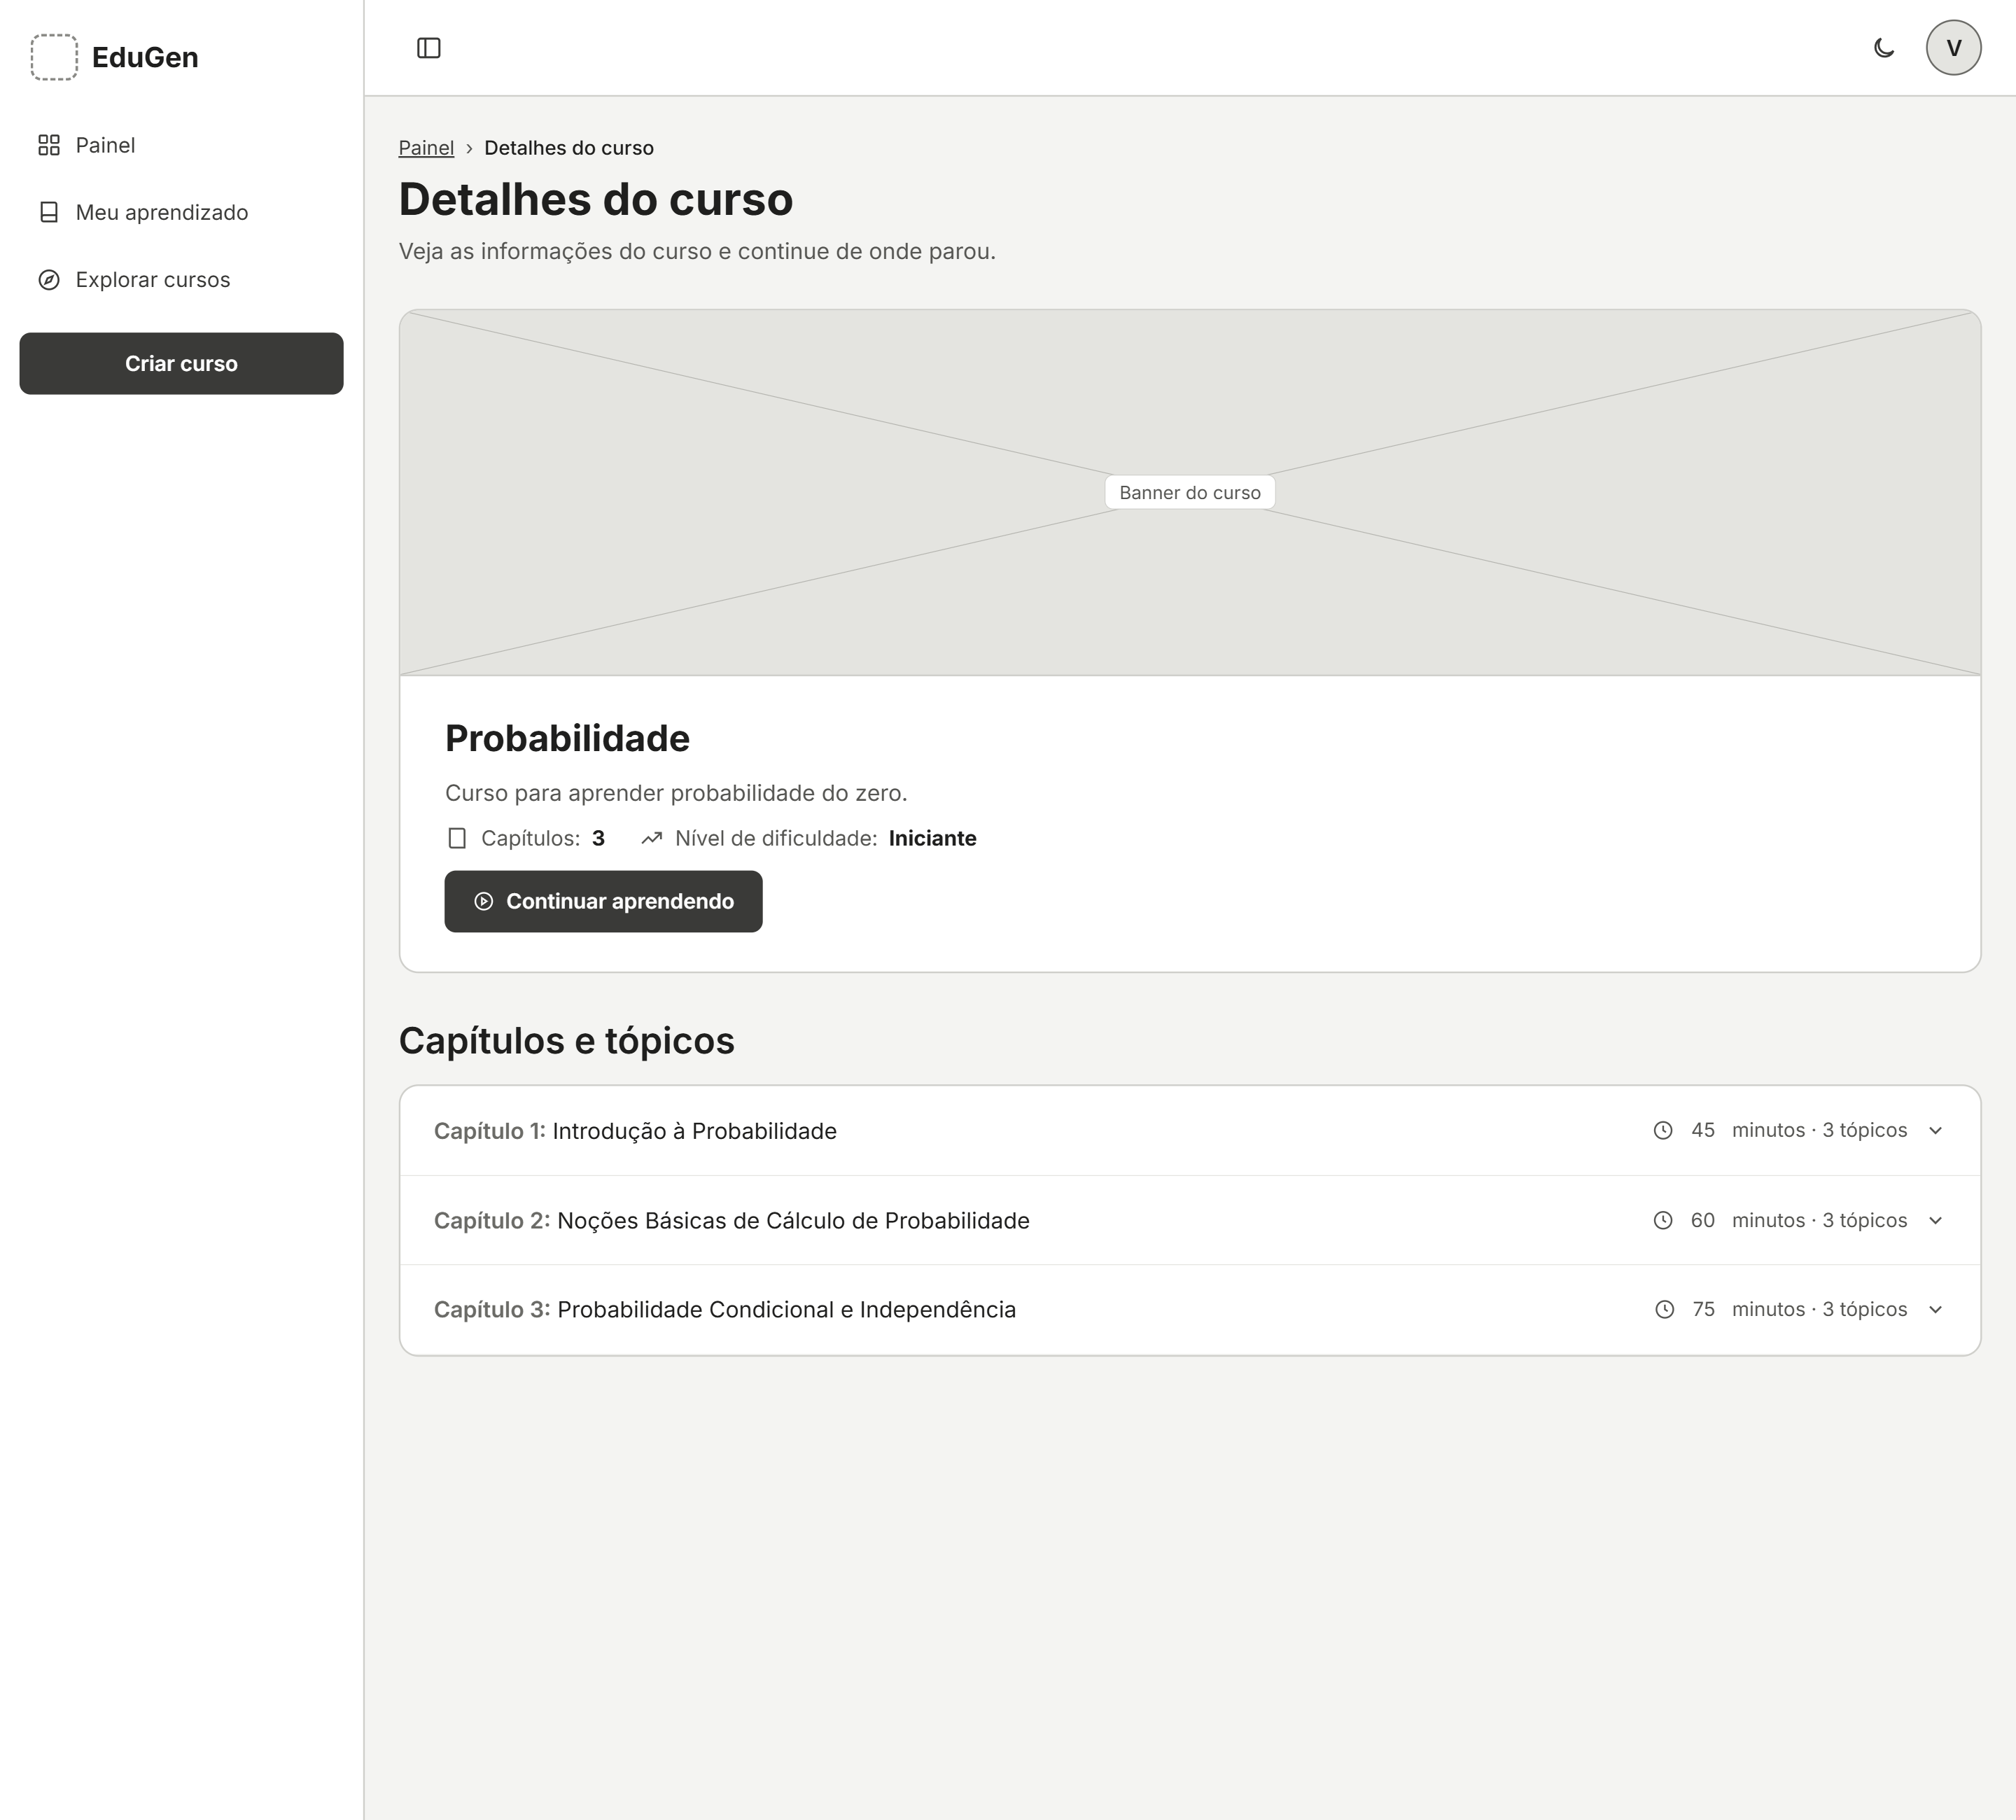 EduGen
Painel
Meu aprendizado
Explorar cursos
Criar curso
V
Painel › Detalhes do curso
Detalhes do curso
Veja as informações do curso e continue de onde parou.
Banner do curso
Probabilidade
Curso para aprender probabilidade do zero.
Capítulos: 3 Nível de dificuldade: Iniciante
Continuar aprendendo
Capítulos e tópicos
Capítulo 1: Introdução à Probabilidade 45 minutos · 3 tópicos
Capítulo 2: Noções Básicas de Cálculo de Probabilidade 60 minutos · 3 tópicos
Capítulo 3: Probabilidade Condicional e Independência 75 minutos · 3 tópicos